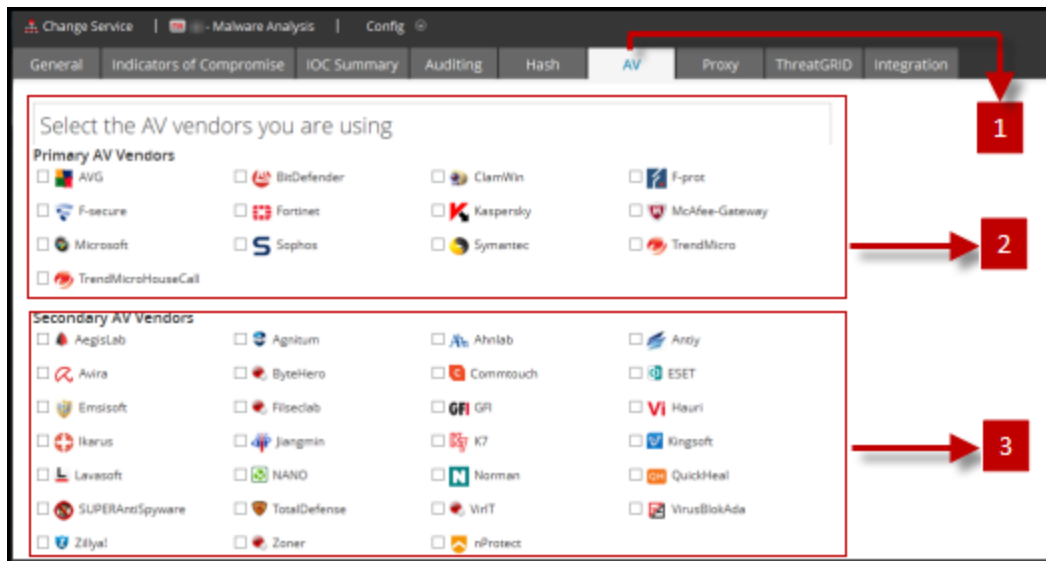 Change Service | - Malware Analysis | Config
General Indicators of Compromise IOC Summary Auditing Hash AV Proxy ThreatGRID Integration
1
Select the AV vendors you are using
Primary AV Vendors
AVG BitDefender ClamWin F-prot
F-secure Fortinet Kaspersky McAfee-Gateway
Microsoft Sophos Symantec TrendMicro
2
TrendMicroHouseCall
Secondary AV Vendors
AegisLab Agnitum Ahnlab Antiy
Avira ByteHero Commtouch ESET
Emsisoft Filseclab GFI GFI Hauri
Ikarus Jiangmin K7 Kingsoft
3
Lavasoft NANO Norman QuickHeal
SUPERAntiSpyware TotalDefense VirIT VirusBlokAda
Zillya! Zoner nProtect